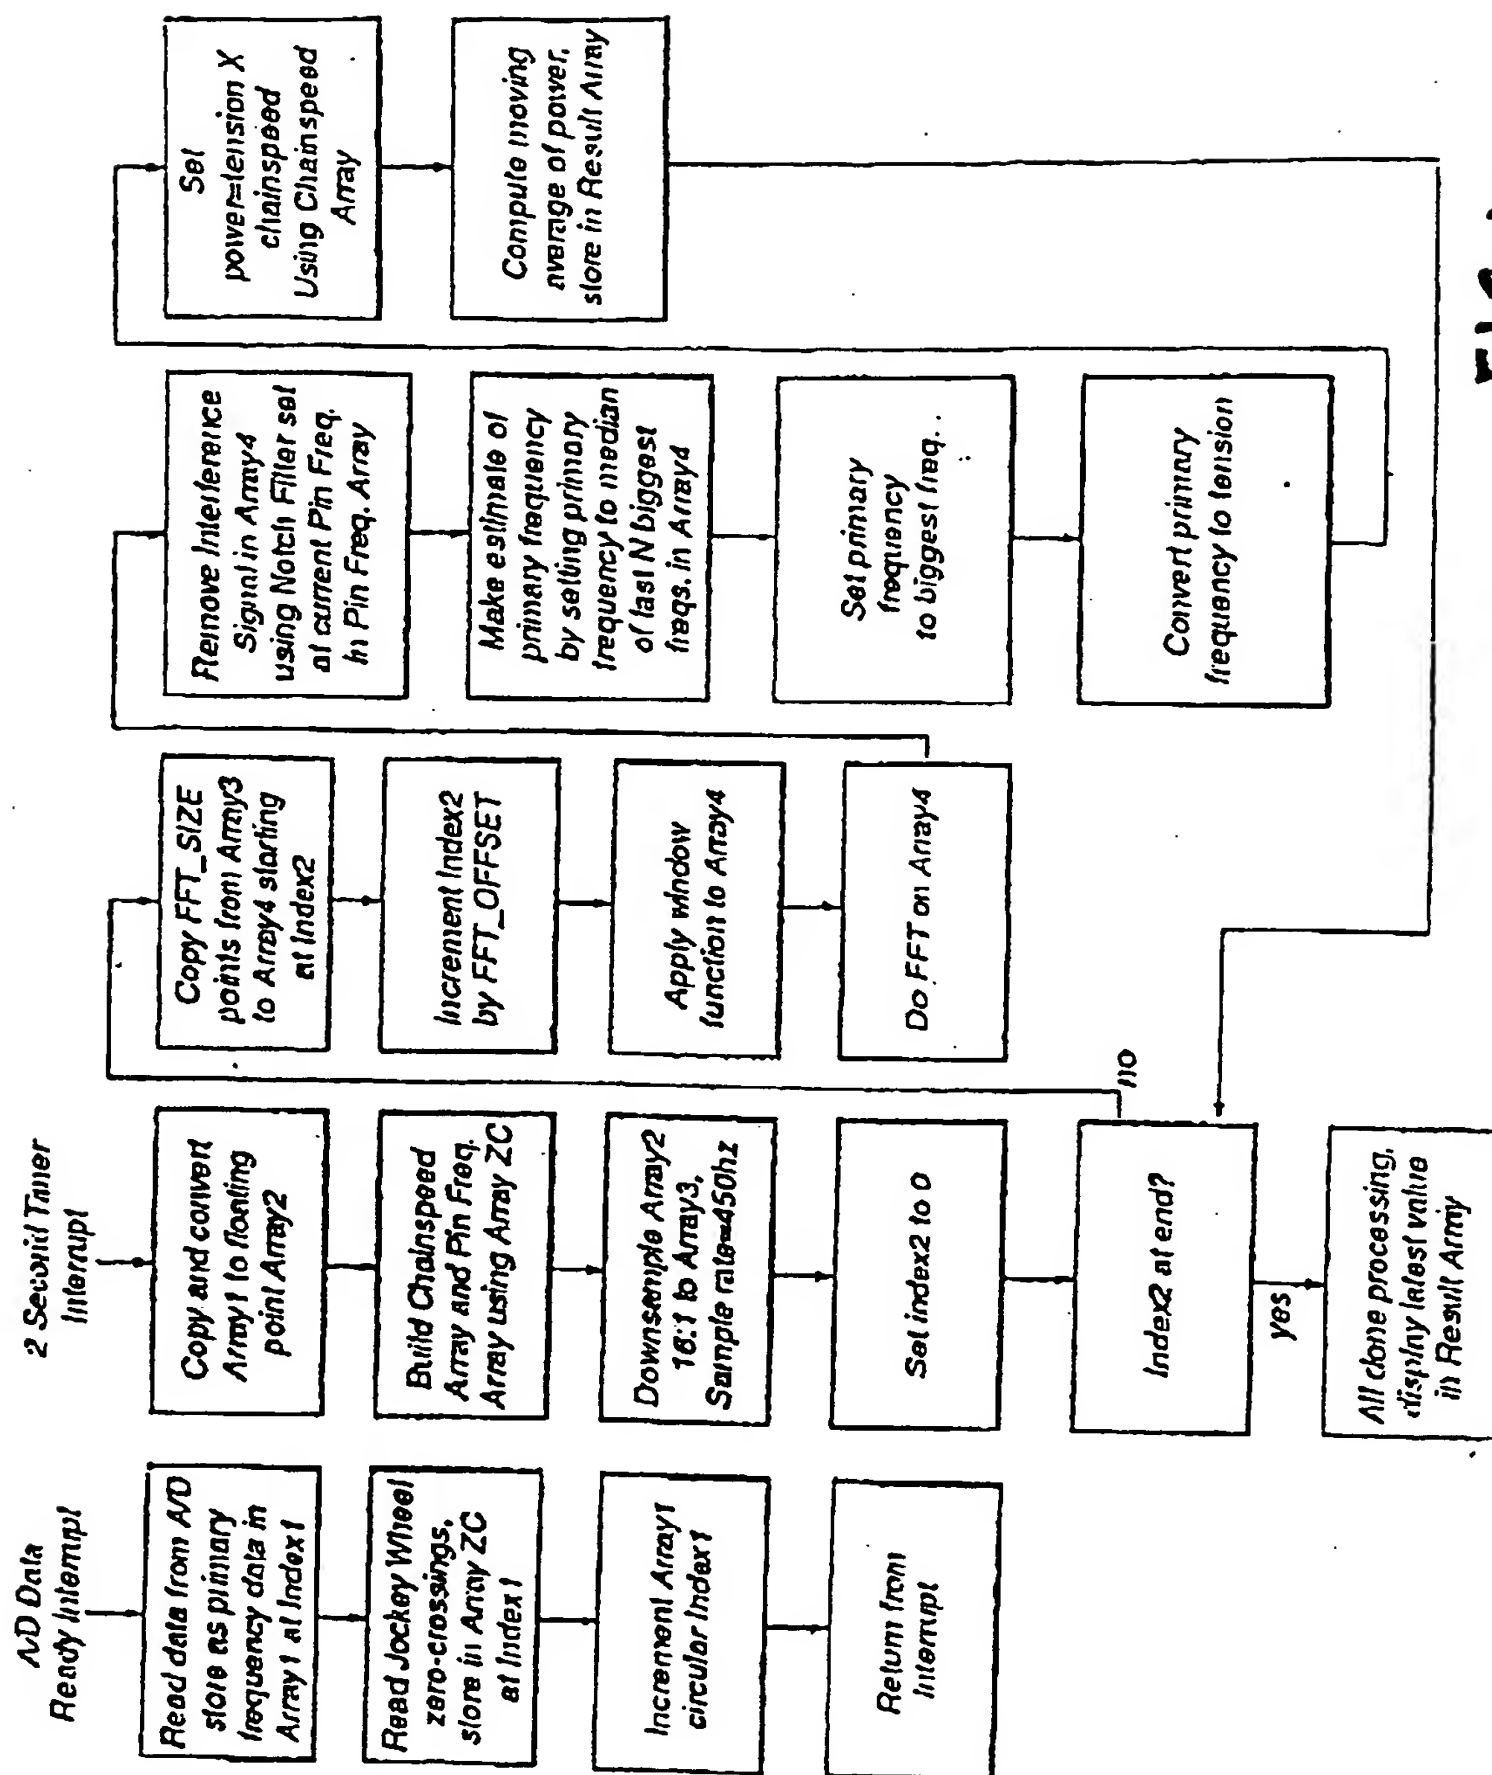 A/D Data
Ready Interrupt
Read data from A/D
store as primary
frequency data in
Array1 at Index1
Read Jockey Wheel
zero-crossings,
store in Array ZC
at Index1
Increment Array1
circular Index1
Return from
Interrupt
2 Second Timer
Interrupt
Copy and convert
Array1 to floating
point Array2
Build Chainspeed
Array and Pin Freq.
Array using Array ZC
Downsample Array2
16:1 to Array3,
Sample rate=450hz
Set index2 to 0
Index2 at end?
no
yes
All done processing,
display latest value
in Result Array
Copy FFT_SIZE
points from Array3
to Array4 starting
at Index2
Increment Index2
by FFT_OFFSET
Apply window
function to Array4
Do FFT on Array4
Remove Interference
Signal in Array4
using Notch Filter set
at current Pin Freq.
in Pin Freq. Array
Make estimate of
primary frequency
by setting primary
frequency to median
of last N biggest
freqs. in Array4
Set primary
frequency
to biggest freq.
Convert primary
frequency to tension
Set
power=tension X
chainspeed
Using Chainspeed
Array
Compute moving
average of power,
store in Result Array